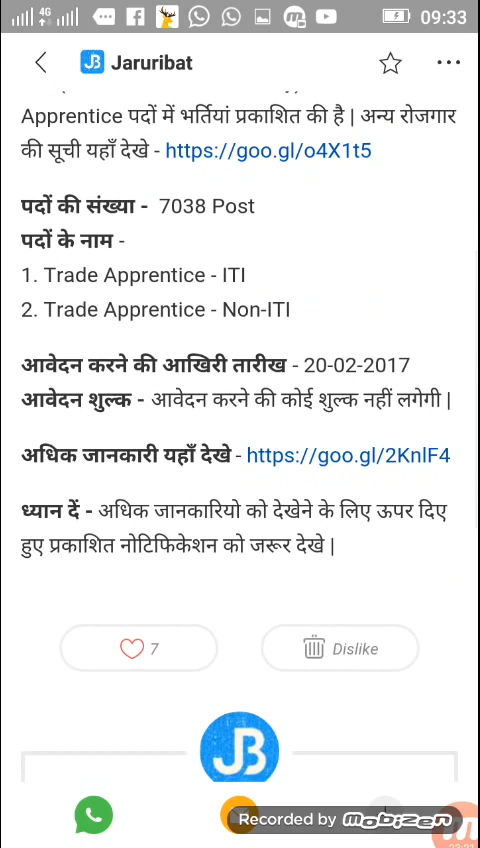 4G
09:33
JB Jaruribat
Apprentice पदों में भर्तियां प्रकाशित की है | अन्य रोजगार
की सूची यहाँ देखे - https://goo.gl/o4X1t5
पदों की संख्या - 7038 Post
पदों के नाम -
1. Trade Apprentice - ITI
2. Trade Apprentice - Non-ITI
आवेदन करने की आखिरी तारीख - 20-02-2017
आवेदन शुल्क - आवेदन करने की कोई शुल्क नहीं लगेगी |
अधिक जानकारी यहाँ देखे - https://goo.gl/2KnlF4
ध्यान दें - अधिक जानकारियो को देखेने के लिए ऊपर दिए
हुए प्रकाशित नोटिफिकेशन को जरूर देखे |
7
Dislike
JB
Recorded by mobizen